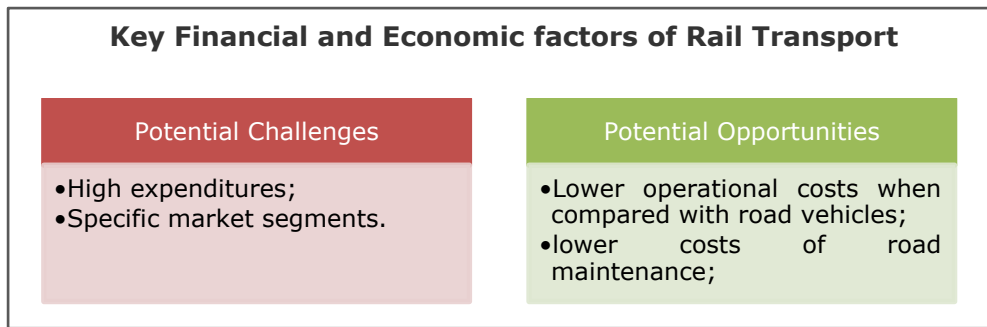 Key Financial and Economic factors of Rail Transport
Potential Challenges
•High expenditures;
•Specific market segments.
Potential Opportunities
•Lower operational costs when
compared with road vehicles;
•lower costs of road
maintenance;